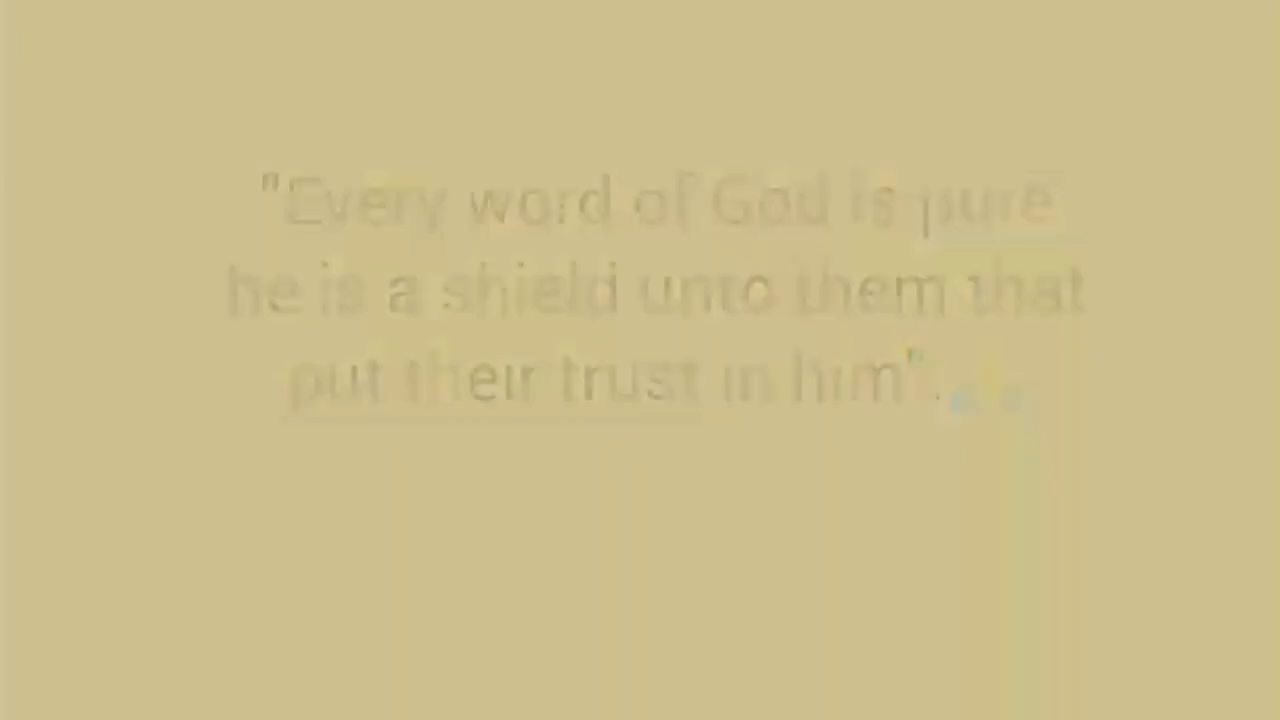 "Every word of God is pure
he is a shield unto them that
put their trust in him".